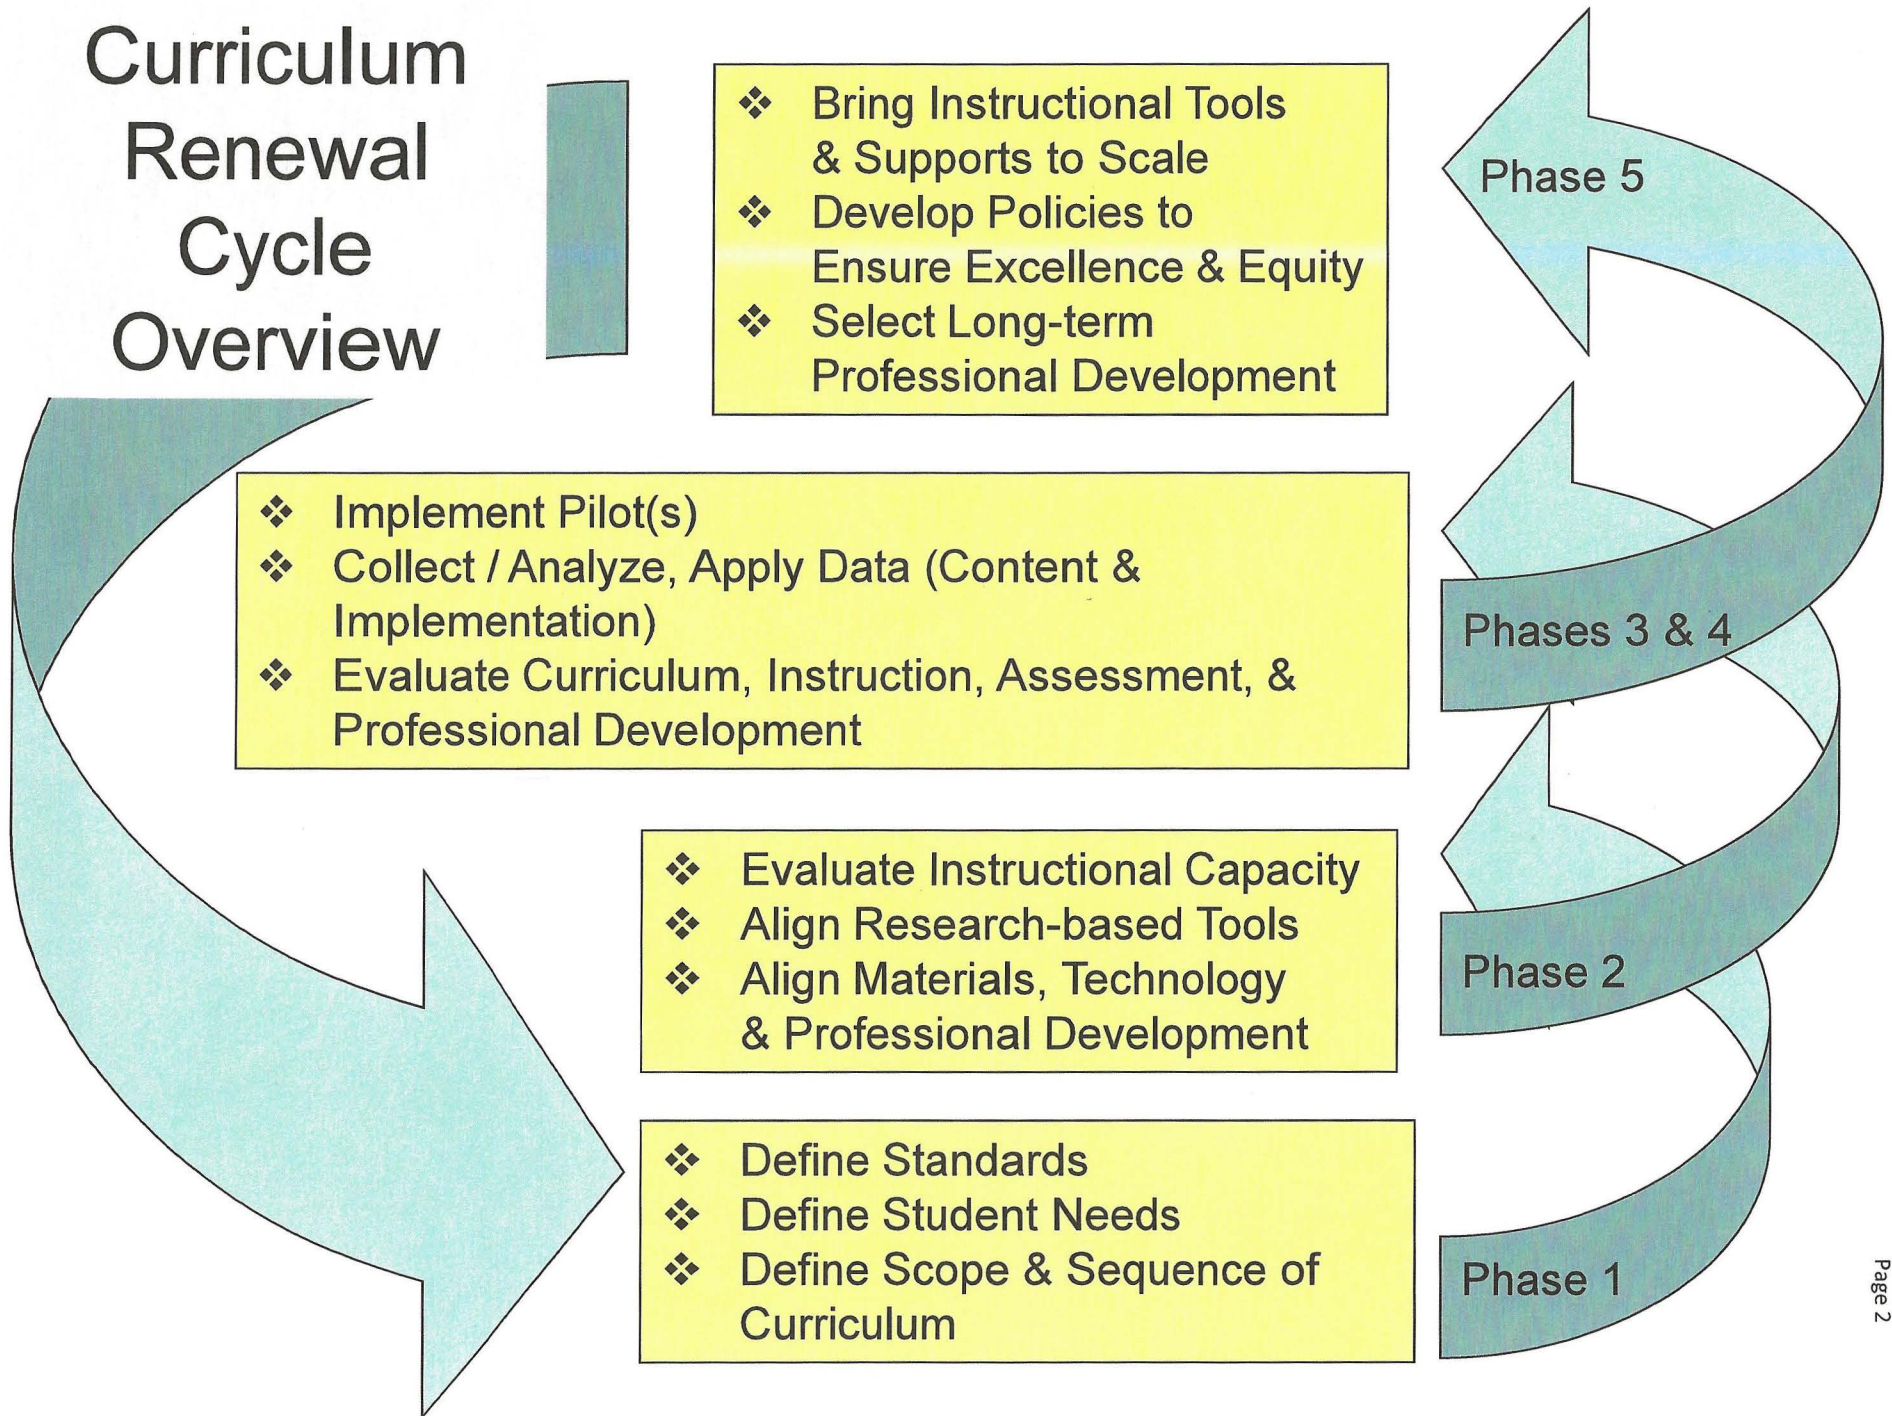 Curriculum
Renewal
Cycle
Overview
❖ Bring Instructional Tools
& Supports to Scale
❖ Develop Policies to
Ensure Excellence & Equity
❖ Select Long-term
Professional Development
Phase 5
❖ Implement Pilot(s)
❖ Collect / Analyze, Apply Data (Content &
Implementation)
❖ Evaluate Curriculum, Instruction, Assessment, &
Professional Development
Phases 3 & 4
❖ Evaluate Instructional Capacity
❖ Align Research-based Tools
❖ Align Materials, Technology
& Professional Development
Phase 2
❖ Define Standards
❖ Define Student Needs
❖ Define Scope & Sequence of
Curriculum
Phase 1
Page 2